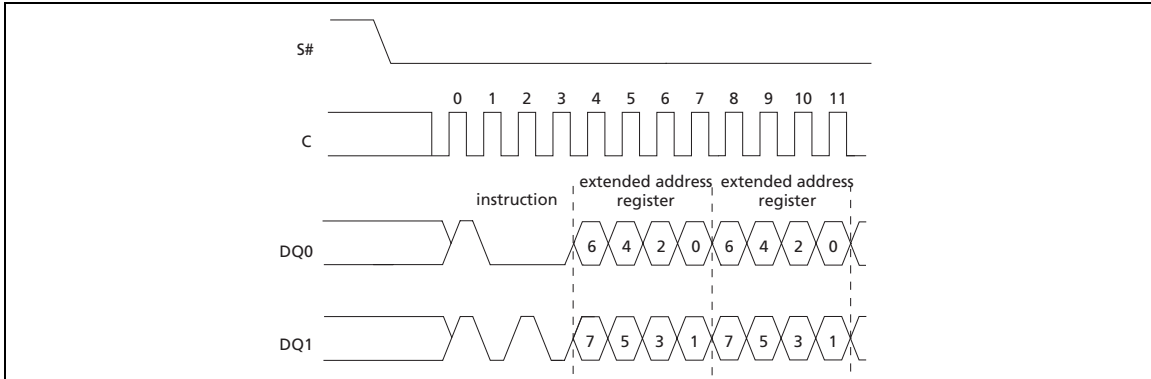 S#
0 1 2 3 4 5 6 7 8 9 10 11
C
extended address extended address
instruction register register
DQ0 6 4 2 0 6 4 2 0
DQ1 7 5 3 1 7 5 3 1